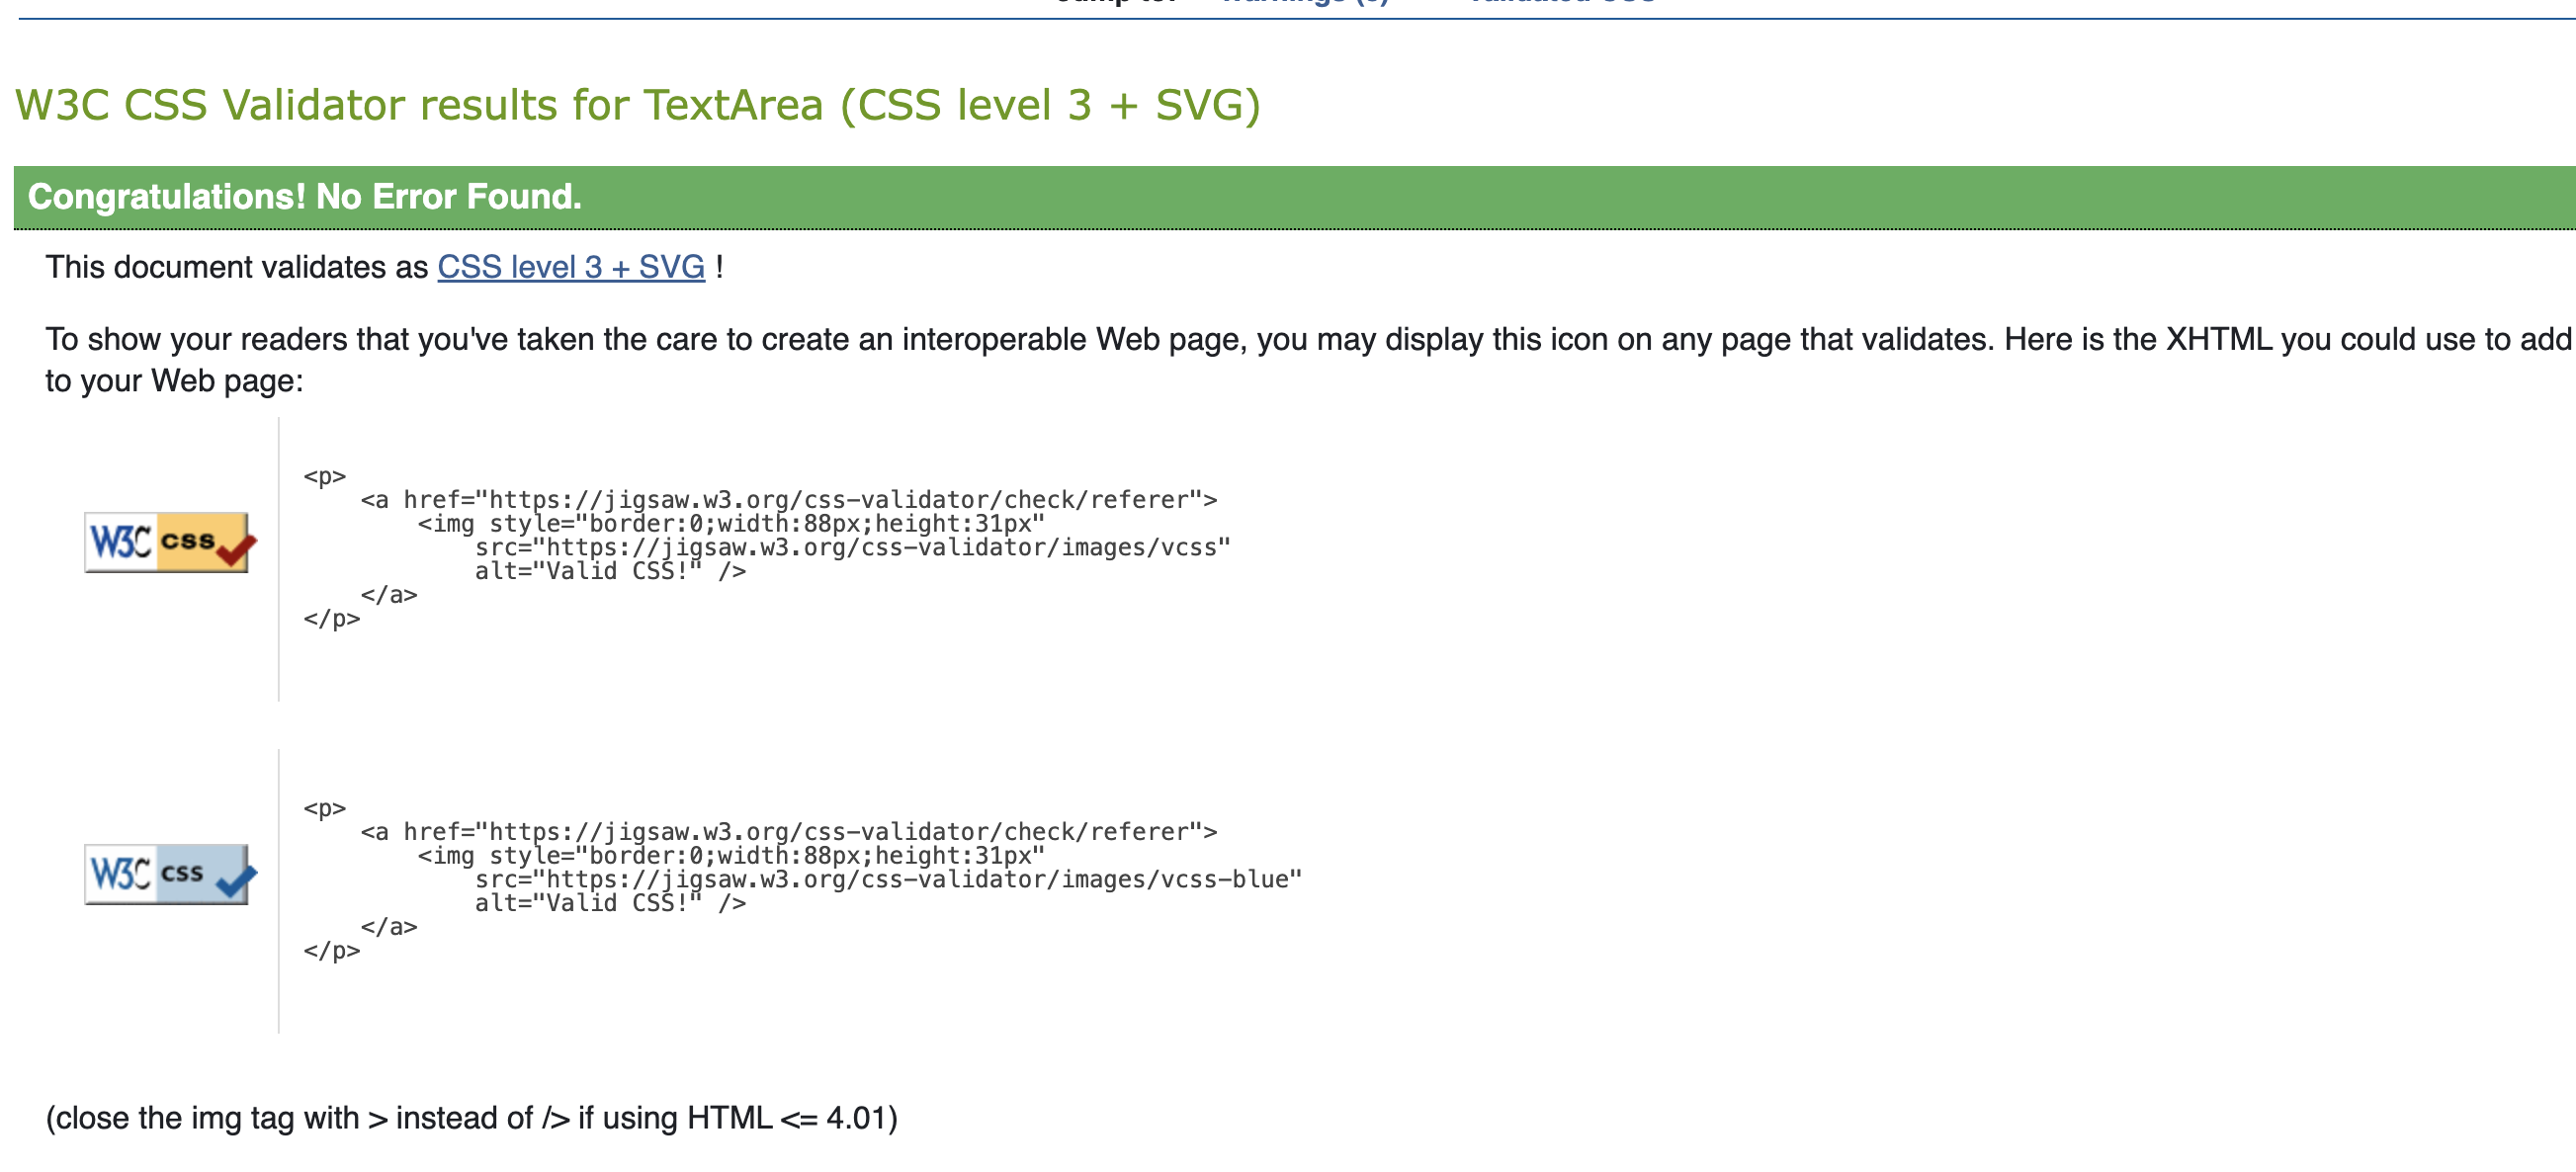 W3C CSS Validator results for TextArea (CSS level 3 + SVG)
Congratulations! No Error Found.
This document validates as CSS level 3 + SVG !
To show your readers that you've taken the care to create an interoperable Web page, you may display this icon on any page that validates. Here is the XHTML you could use to add
to your Web page:
<p>
<a href="https://jigsaw.w3.org/css-validator/check/referer">
<img style="border:0;width:88px;height:31px"
src="https://jigsaw.w3.org/css-validator/images/vcss"
alt="Valid CSS!" />
</a>
</p>
W3C css
<p>
<a href="https://jigsaw.w3.org/css-validator/check/referer">
<img style="border:0;width:88px;height:31px"
src="https://jigsaw.w3.org/css-validator/images/vcss-blue"
alt="Valid CSS!" />
</a>
</p>
W3C css
(close the img tag with > instead of /> if using HTML <= 4.01)